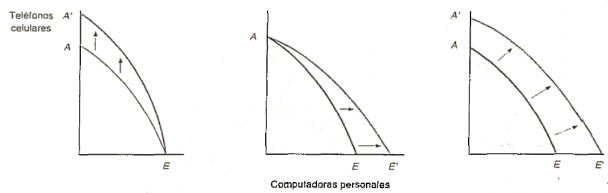 Teléfonos
celulares
A'
A
E
A
E
E'
A'
A
E
E'
Computadoras personales